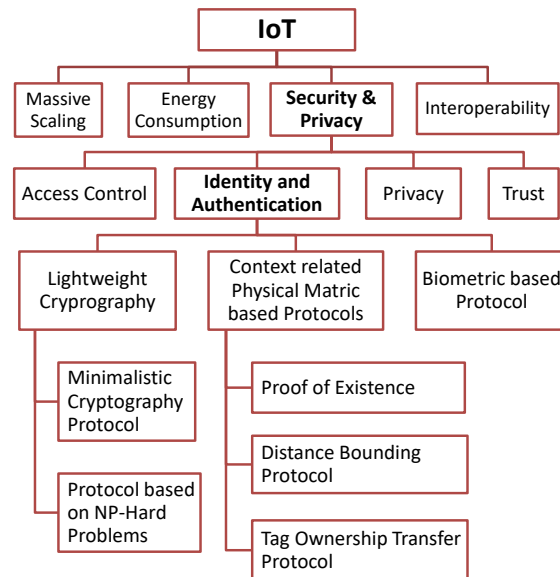 IoT
Massive
Scaling
Energy
Consumption
Security &
Privacy
Interoperability
Access Control
Identity and
Authentication
Privacy
Trust
Lightweight
Cryprography
Context related
Physical Matric
based Protocols
Biometric based
Protocol
Minimalistic
Cryptography
Protocol
Protocol based
on NP-Hard
Problems
Proof of Existence
Distance Bounding
Protocol
Tag Ownership Transfer
Protocol